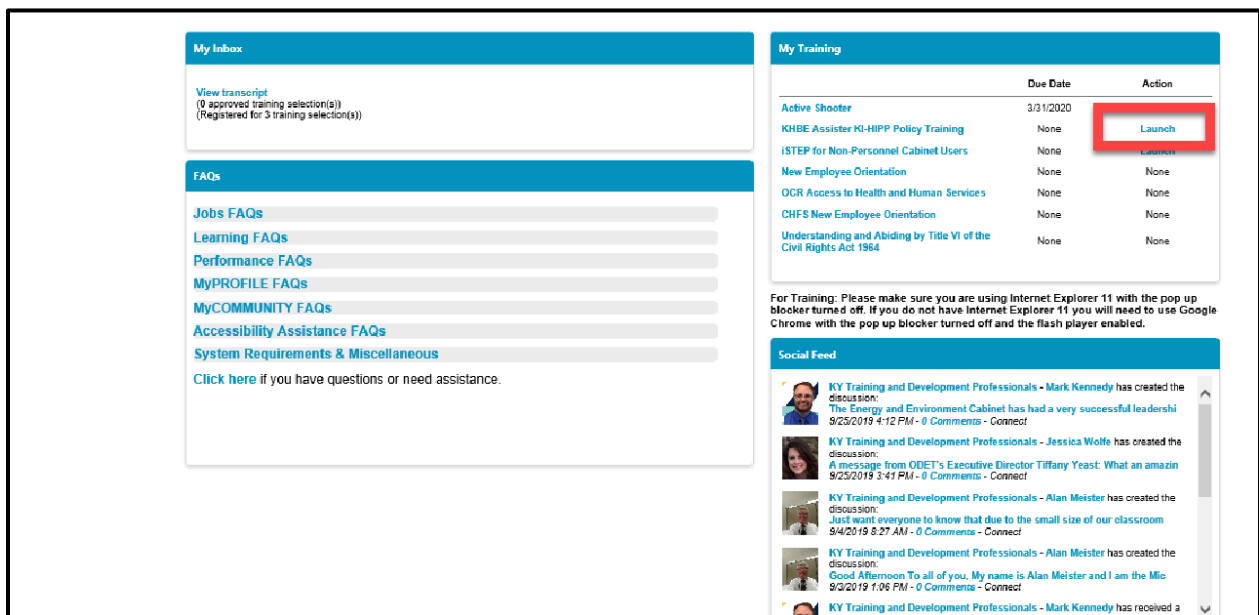 My Inbox
View transcript
(0 approved training selection(s))
(Registered for 3 training selection(s))
FAQs
Jobs FAQs
Learning FAQs
Performance FAQs
MyPROFILE FAQs
MyCOMMUNITY FAQs
Accessibility Assistance FAQs
System Requirements & Miscellaneous
Click here if you have questions or need assistance.
My Training
Due Date Action
Active Shooter 3/31/2020
KHBE Assister KI-HIPP Policy Training None Launch
iSTEP for Non-Personnel Cabinet Users None Launch
New Employee Orientation None None
OCR Access to Health and Human Services None None
CHFS New Employee Orientation None None
Understanding and Abiding by Title VI of the
Civil Rights Act 1964 None None
For Training: Please make sure you are using Internet Explorer 11 with the pop up
blocker turned off. If you do not have Internet Explorer 11 you will need to use Google
Chrome with the pop up blocker turned off and the flash player enabled.
Social Feed
KY Training and Development Professionals - Mark Kennedy has created the
discussion:
The Energy and Environment Cabinet has had a very successful leadershi
9/25/2019 4:12 PM - 0 Comments - Connect
KY Training and Development Professionals - Jessica Wolfe has created the
discussion:
A message from ODET's Executive Director Tiffany Yeast: What an amazin
9/25/2019 3:41 PM - 0 Comments - Connect
KY Training and Development Professionals - Alan Meister has created the
discussion:
Just want everyone to know that due to the small size of our classroom
9/4/2019 8:27 AM - 0 Comments - Connect
KY Training and Development Professionals - Alan Meister has created the
discussion:
Good Afternoon To all of you, My name is Alan Meister and I am the Mic
9/3/2019 1:06 PM - 0 Comments - Connect
KY Training and Development Professionals - Mark Kennedy has received a